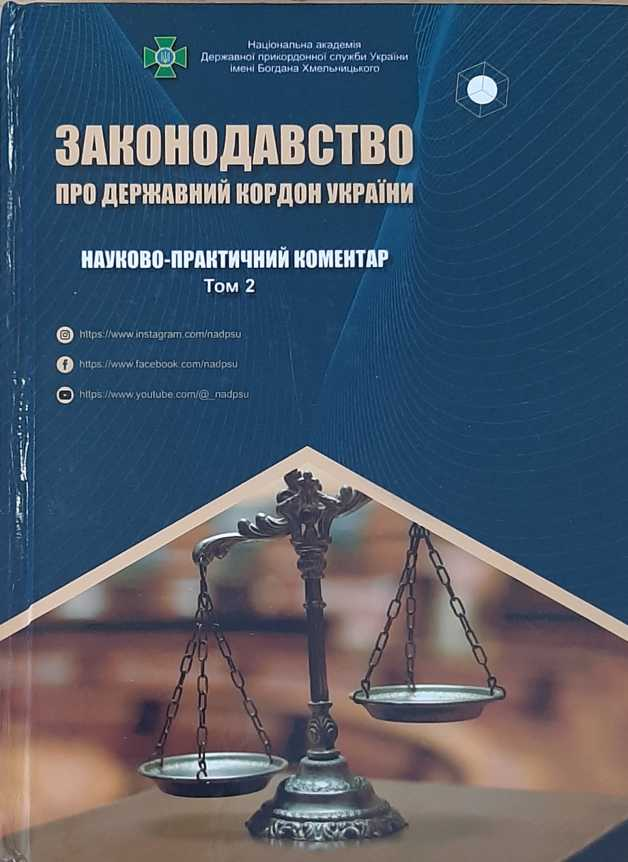 Національна академія
Державної прикордонної служби України
імені Богдана Хмельницького
ЗАКОНОДАВСТВО
ПРО ДЕРЖАВНИЙ КОРДОН УКРАЇНИ
НАУКОВО-ПРАКТИЧНИЙ КОМЕНТАР
Том 2
https://www.instagram.com/nadpsu
https://www.facebook.com/nadpsu
https://www.youtube.com/@_nadpsu